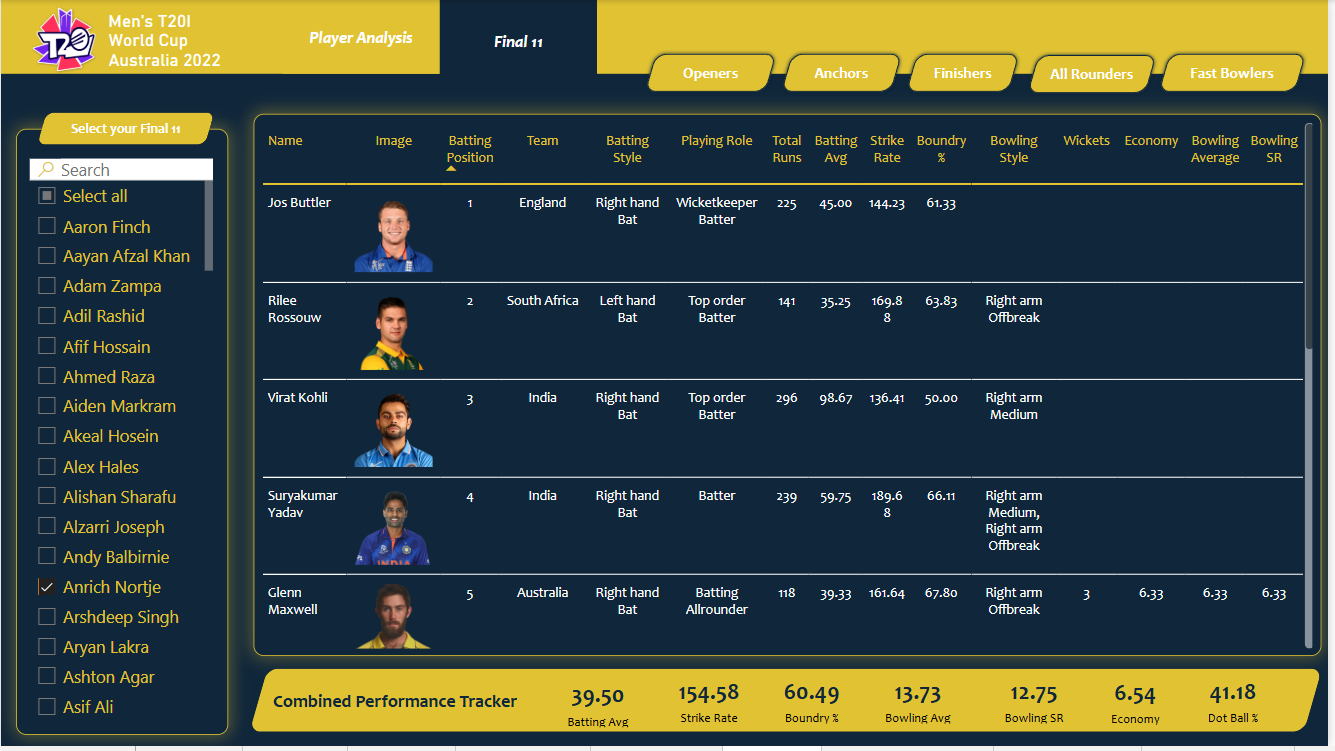 Men's T20I
World Cup
Australia 2022
T20
Player Analysis
Final 11
Openers
Anchors
Finishers
All Rounders
Fast Bowlers
Select your Final 11
Search
Select all
Aaron Finch
Aayan Afzal Khan
Adam Zampa
Adil Rashid
Afif Hossain
Ahmed Raza
Aiden Markram
Akeal Hosein
Alex Hales
Alishan Sharafu
Alzarri Joseph
Andy Balbirnie
Anrich Nortje
Arshdeep Singh
Aryan Lakra
Ashton Agar
Asif Ali
Name Image Batting Team Batting Playing Role Total Batting Strike Boundry Bowling Wickets Economy Bowling Bowling
Position Style Runs Avg Rate % Style Average SR
Jos Buttler 1 England Right hand Wicketkeeper 225 45.00 144.23 61.33
Bat Batter
Rilee 2 South Africa Left hand Top order 141 35.25 169.8 63.83 Right arm
Rossouw Bat Batter 8 Offbreak
Virat Kohli 3 India Right hand Top order 296 98.67 136.41 50.00 Right arm
Bat Batter Medium
Suryakumar 4 India Right hand Batter 239 59.75 189.6 66.11 Right arm
Yadav Bat 8 Medium,
Right arm
Offbreak
INDIA
Glenn 5 Australia Right hand Batting 118 39.33 161.64 67.80 Right arm 3 6.33 6.33 6.33
Maxwell Bat Allrounder Offbreak
Combined Performance Tracker
39.50 154.58 60.49 13.73 12.75 6.54 41.18
Batting Avg Strike Rate Boundry % Bowling Avg Bowling SR Economy Dot Ball %